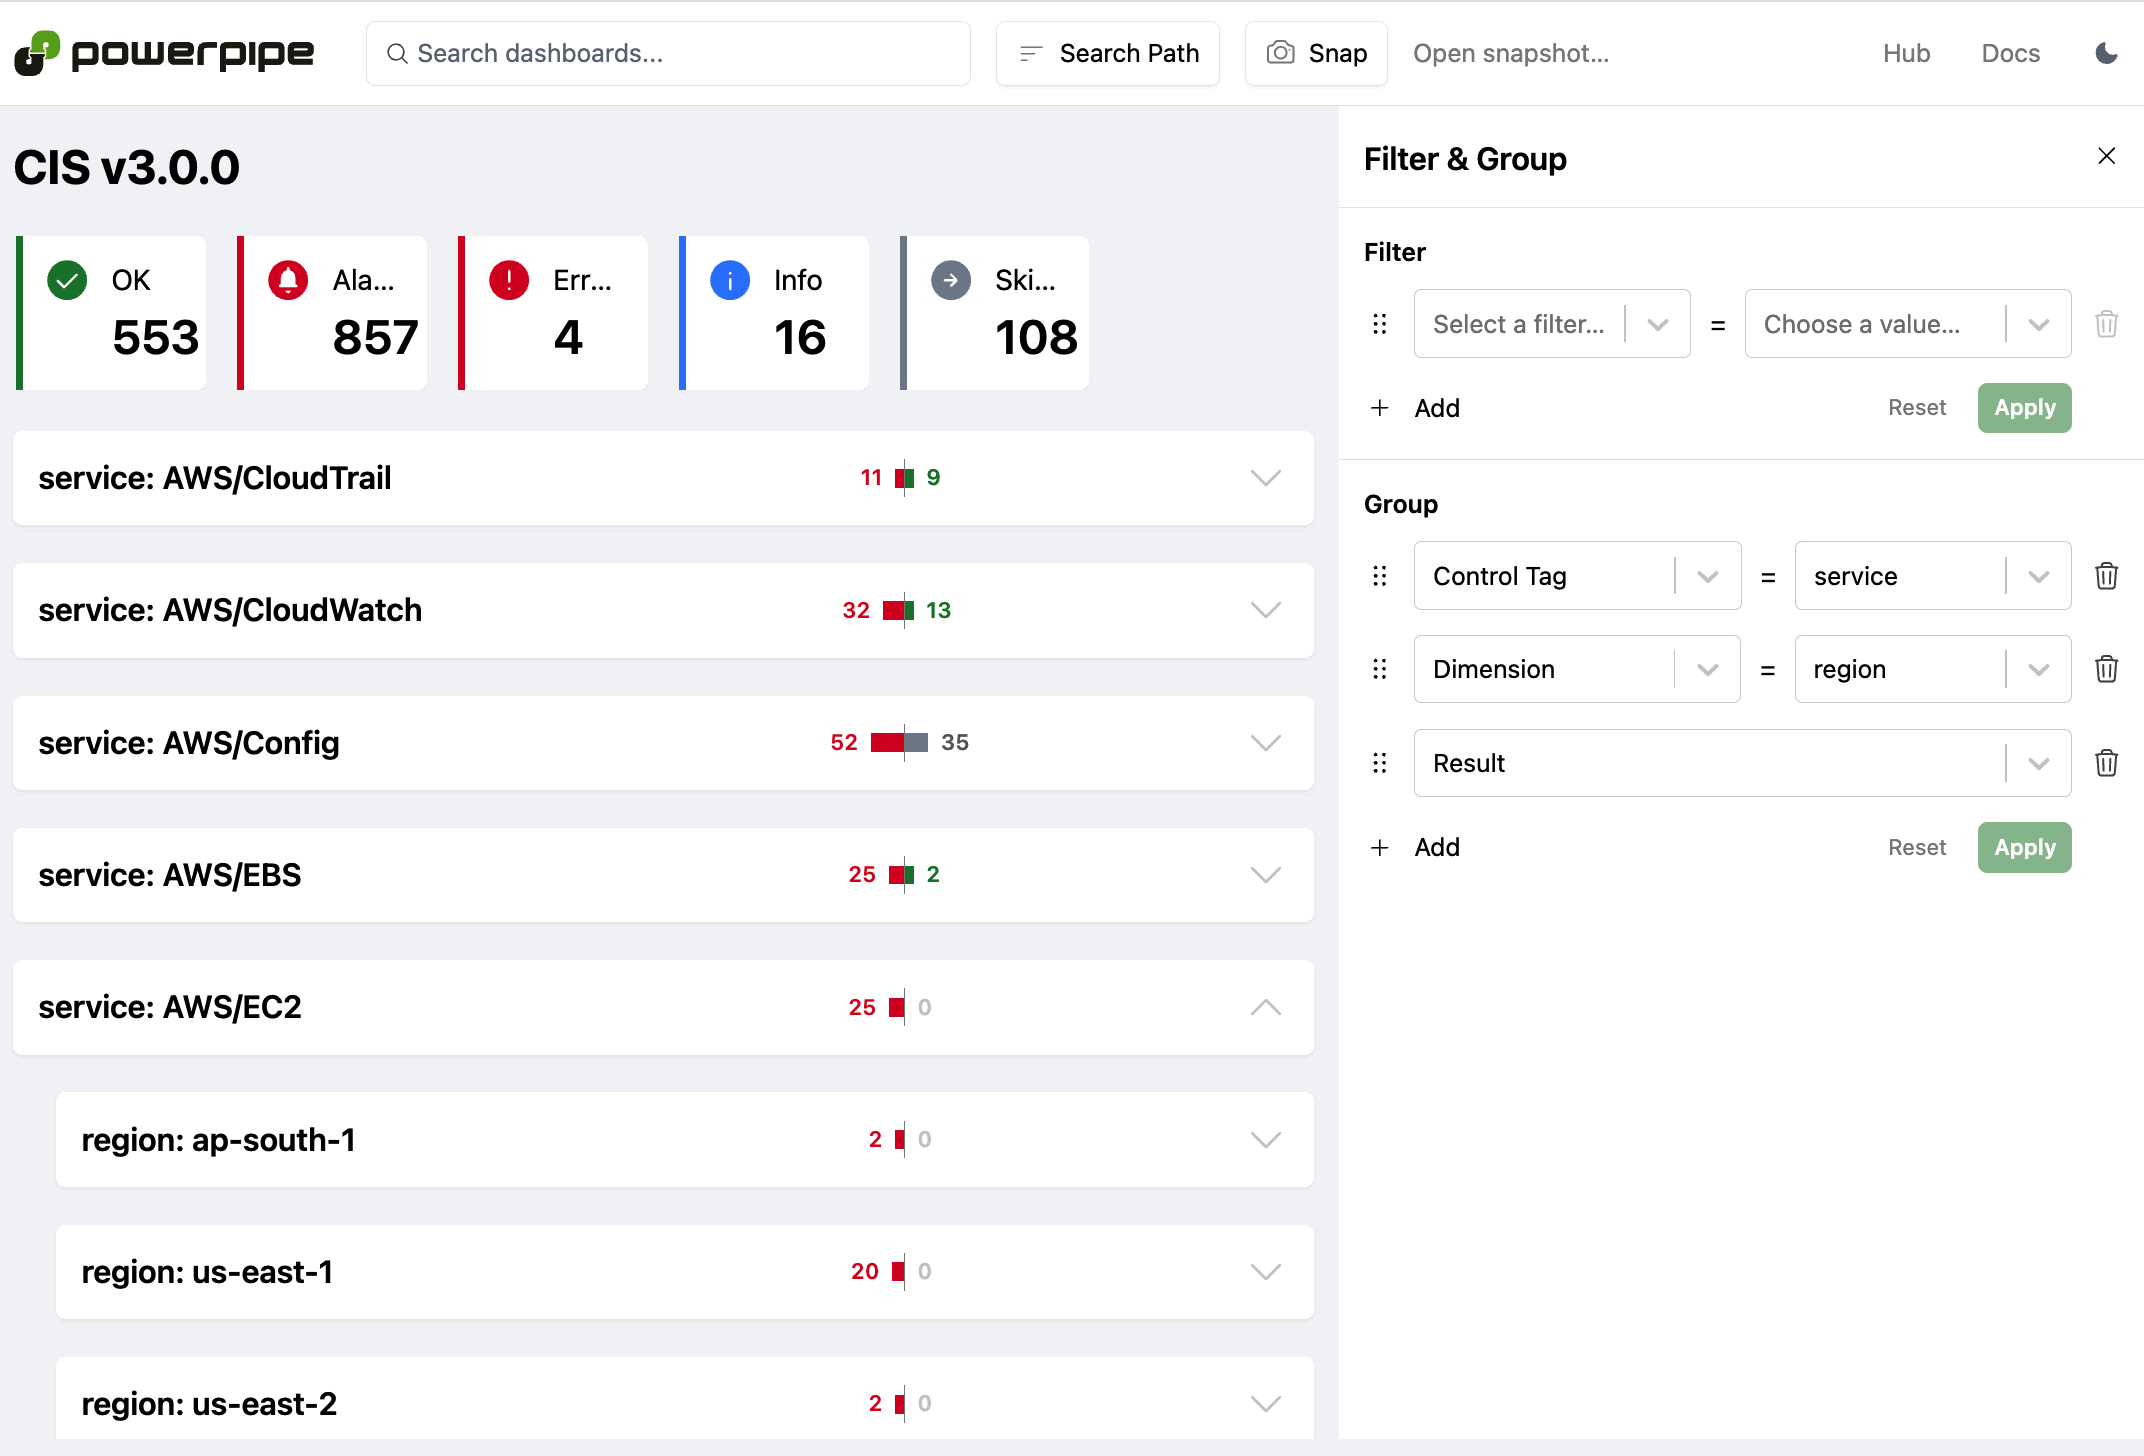 powerpipe
Search dashboards...
Search Path
Snap
Open snapshot...
Hub
Docs
CIS v3.0.0
OK
553
Ala...
857
Err...
4
Info
16
Ski...
108
service: AWS/CloudTrail
11
9
service: AWS/CloudWatch
32
13
service: AWS/Config
52
35
service: AWS/EBS
25
2
service: AWS/EC2
25
0
region: ap-south-1
2
0
region: us-east-1
20
0
region: us-east-2
2
0
Filter & Group
Filter
Select a filter...
=
Choose a value...
Add
Reset
Apply
Group
Control Tag
=
service
Dimension
=
region
Result
Add
Reset
Apply